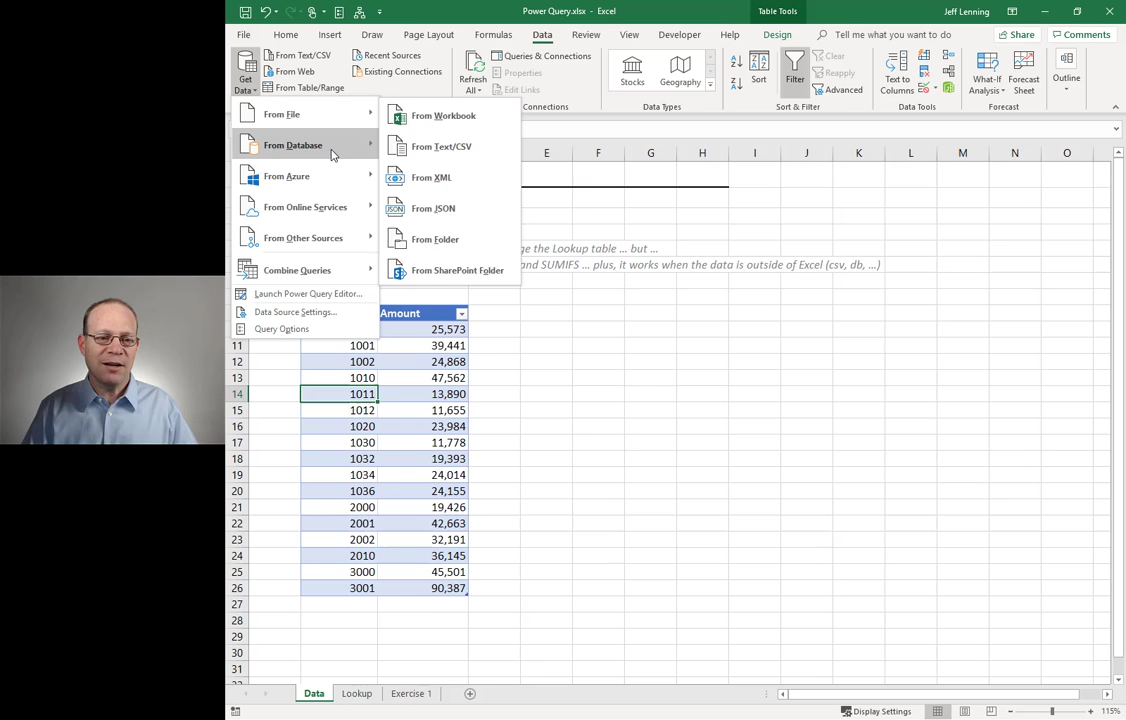 Power Query.xlsx - Excel
Table Tools
Jeff Lenning
File Home Insert Draw Page Layout Formulas Data Review View Developer Help Design Tell me what you want to do Share Comments
Get Data
From Text/CSV
From Web
From Table/Range
Recent Sources
Existing Connections
Refresh All
Queries & Connections
Properties
Edit Links
Stocks
Geography
Sort
Filter
Clear
Reapply
Advanced
Text to Columns
What-If Analysis
Forecast Sheet
Outline
Connections
Data Types
Sort & Filter
Data Tools
Forecast
From File
From Database
From Azure
From Online Services
From Other Sources
Combine Queries
Launch Power Query Editor...
Data Source Settings...
Query Options
From Workbook
From Text/CSV
From XML
From JSON
From Folder
From SharePoint Folder
E F G H I J K L M N O
ge the Lookup table ... but ...
and SUMIFS ... plus, it works when the data is outside of Excel (csv, db, ...)
Amount
25,573
11 1001 39,441
12 1002 24,868
13 1010 47,562
14 1011 13,890
15 1012 11,655
16 1020 23,984
17 1030 11,778
18 1032 19,393
19 1034 24,014
20 1036 24,155
21 2000 19,426
22 2001 42,663
23 2002 32,191
24 2010 36,145
25 3000 45,501
26 3001 90,387
27
28
29
30
31
Data Lookup Exercise 1
Display Settings
115%